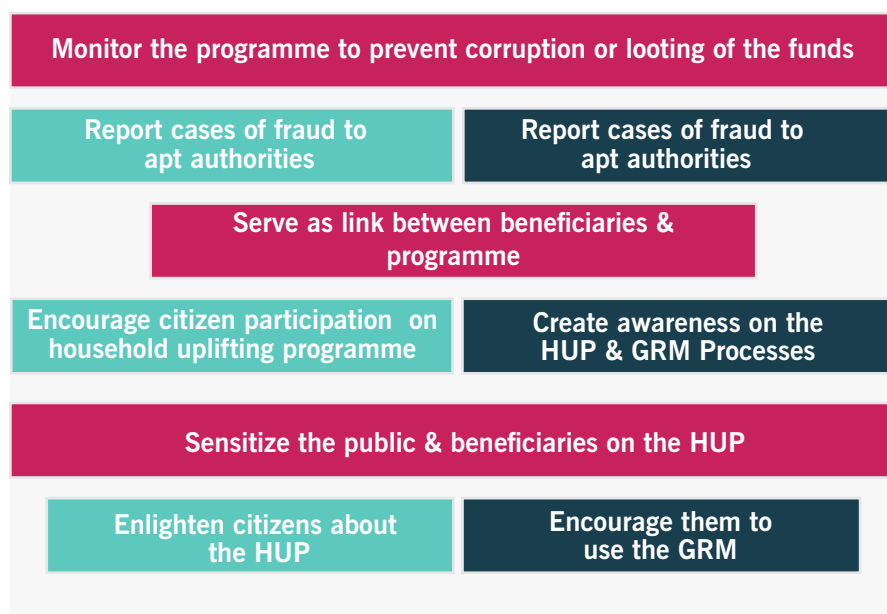 Monitor the programme to prevent corruption or looting of the funds
Report cases of fraud to
apt authorities
Report cases of fraud to
apt authorities
Serve as link between beneficiaries &
programme
Encourage citizen participation on
household uplifting programme
Create awareness on the
HUP & GRM Processes
Sensitize the public & beneficiaries on the HUP
Enlighten citizens about
the HUP
Encourage them to
use the GRM